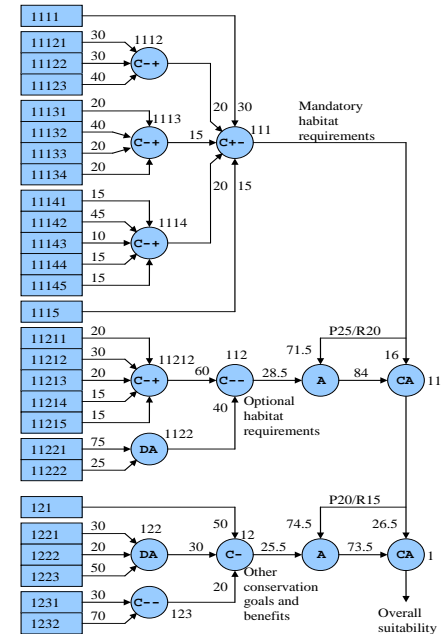 1111
11121 30 1112
11122 30 C-+
11123 40
20 30
Mandatory
habitat
requirements
11131 20
11132 40 1113
11133 20 C-+ 15 C+- 111
11134 20
20 15
11141 15
11142 45 1114
11143 10 C-+
11144 15
11145 15
1115
P25/R20
11211 20
11212 30 11212 112 71.5 16
11213 20 C-+ 60 C-- 28.5 A 84 CA 11
11214 15
11215 15 40 Optional
habitat
requirements
11221 75 1122
11222 25 DA
P20/R15
121 50 12 74.5 26.5
1221 30 122
1222 20 DA 30 C- 25.5 A 73.5 CA 1
1223 50
20 Other
conservation
goals and
benefits
1231 30 C--
1232 70 123
Overall
suitability